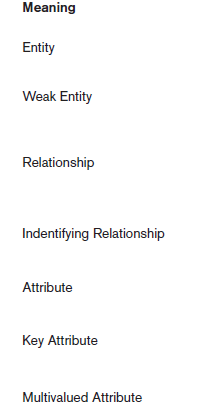 Meaning
Entity
Weak Entity
Relationship
Indentifying Relationship
Attribute
Key Attribute
Multivalued Attribute